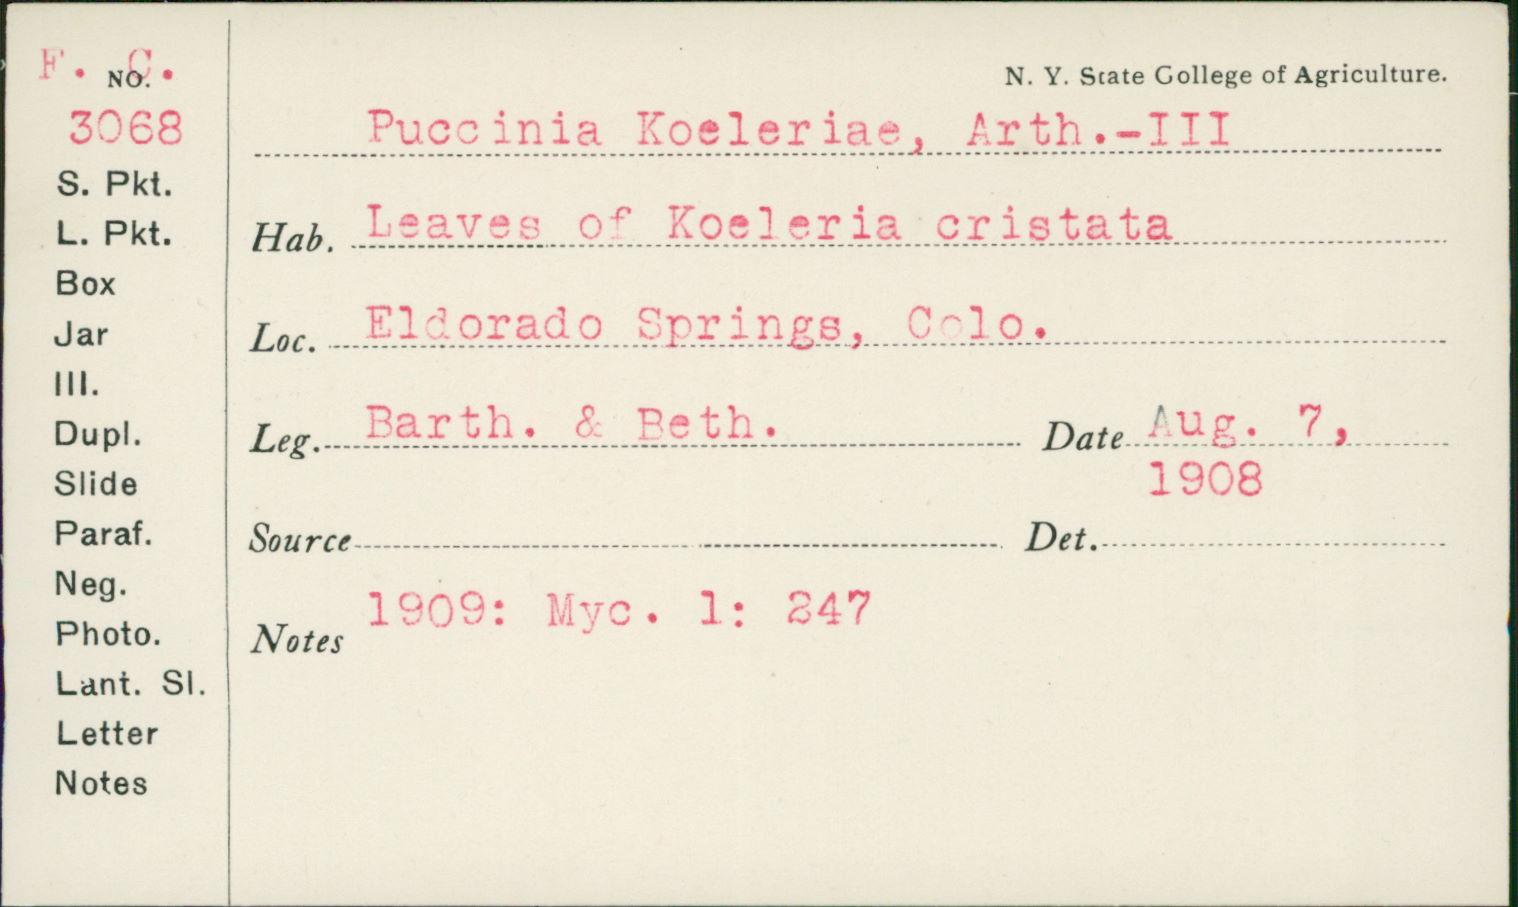 F. C.
NO.
3068
S. Pkt.
L. Pkt.
Box
Jar
Ill.
Dupl.
Slide
Paraf.
Neg.
Photo.
Lant. Sl.
Letter
Notes
N. Y. State College of Agriculture.
Puccinia Koeleriae, Arth.-III
Hab. Leaves of Koeleria cristata
Loc. Eldorado Springs, Colo.
Leg. Barth. & Beth. Date Aug. 7,
1908
Source Det.
Notes 1909: Myc. 1: 247